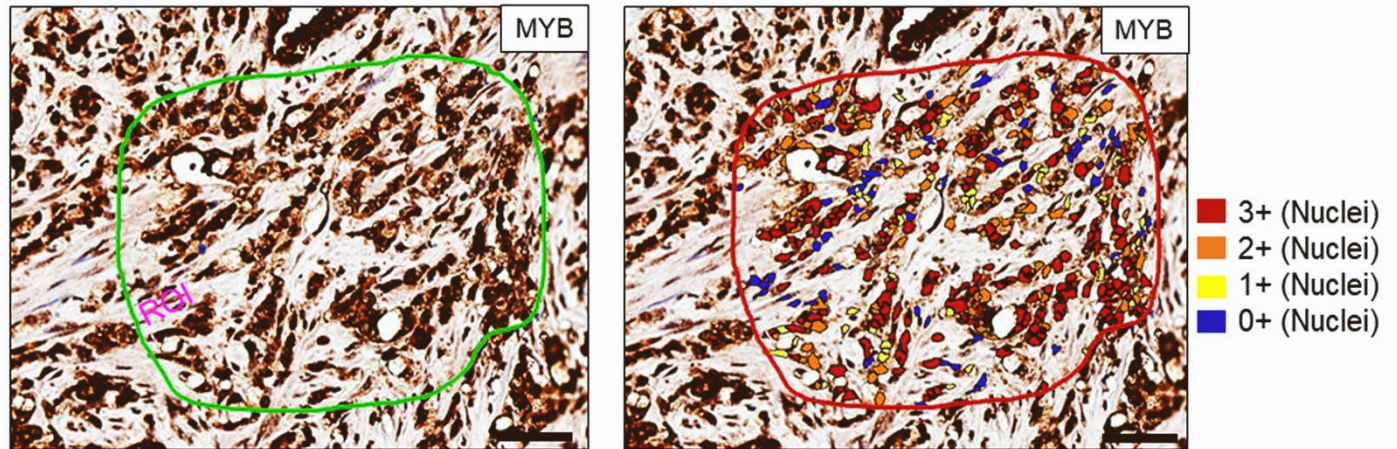 MYB
MYB
ROI
3+ (Nuclei)
2+ (Nuclei)
1+ (Nuclei)
0+ (Nuclei)